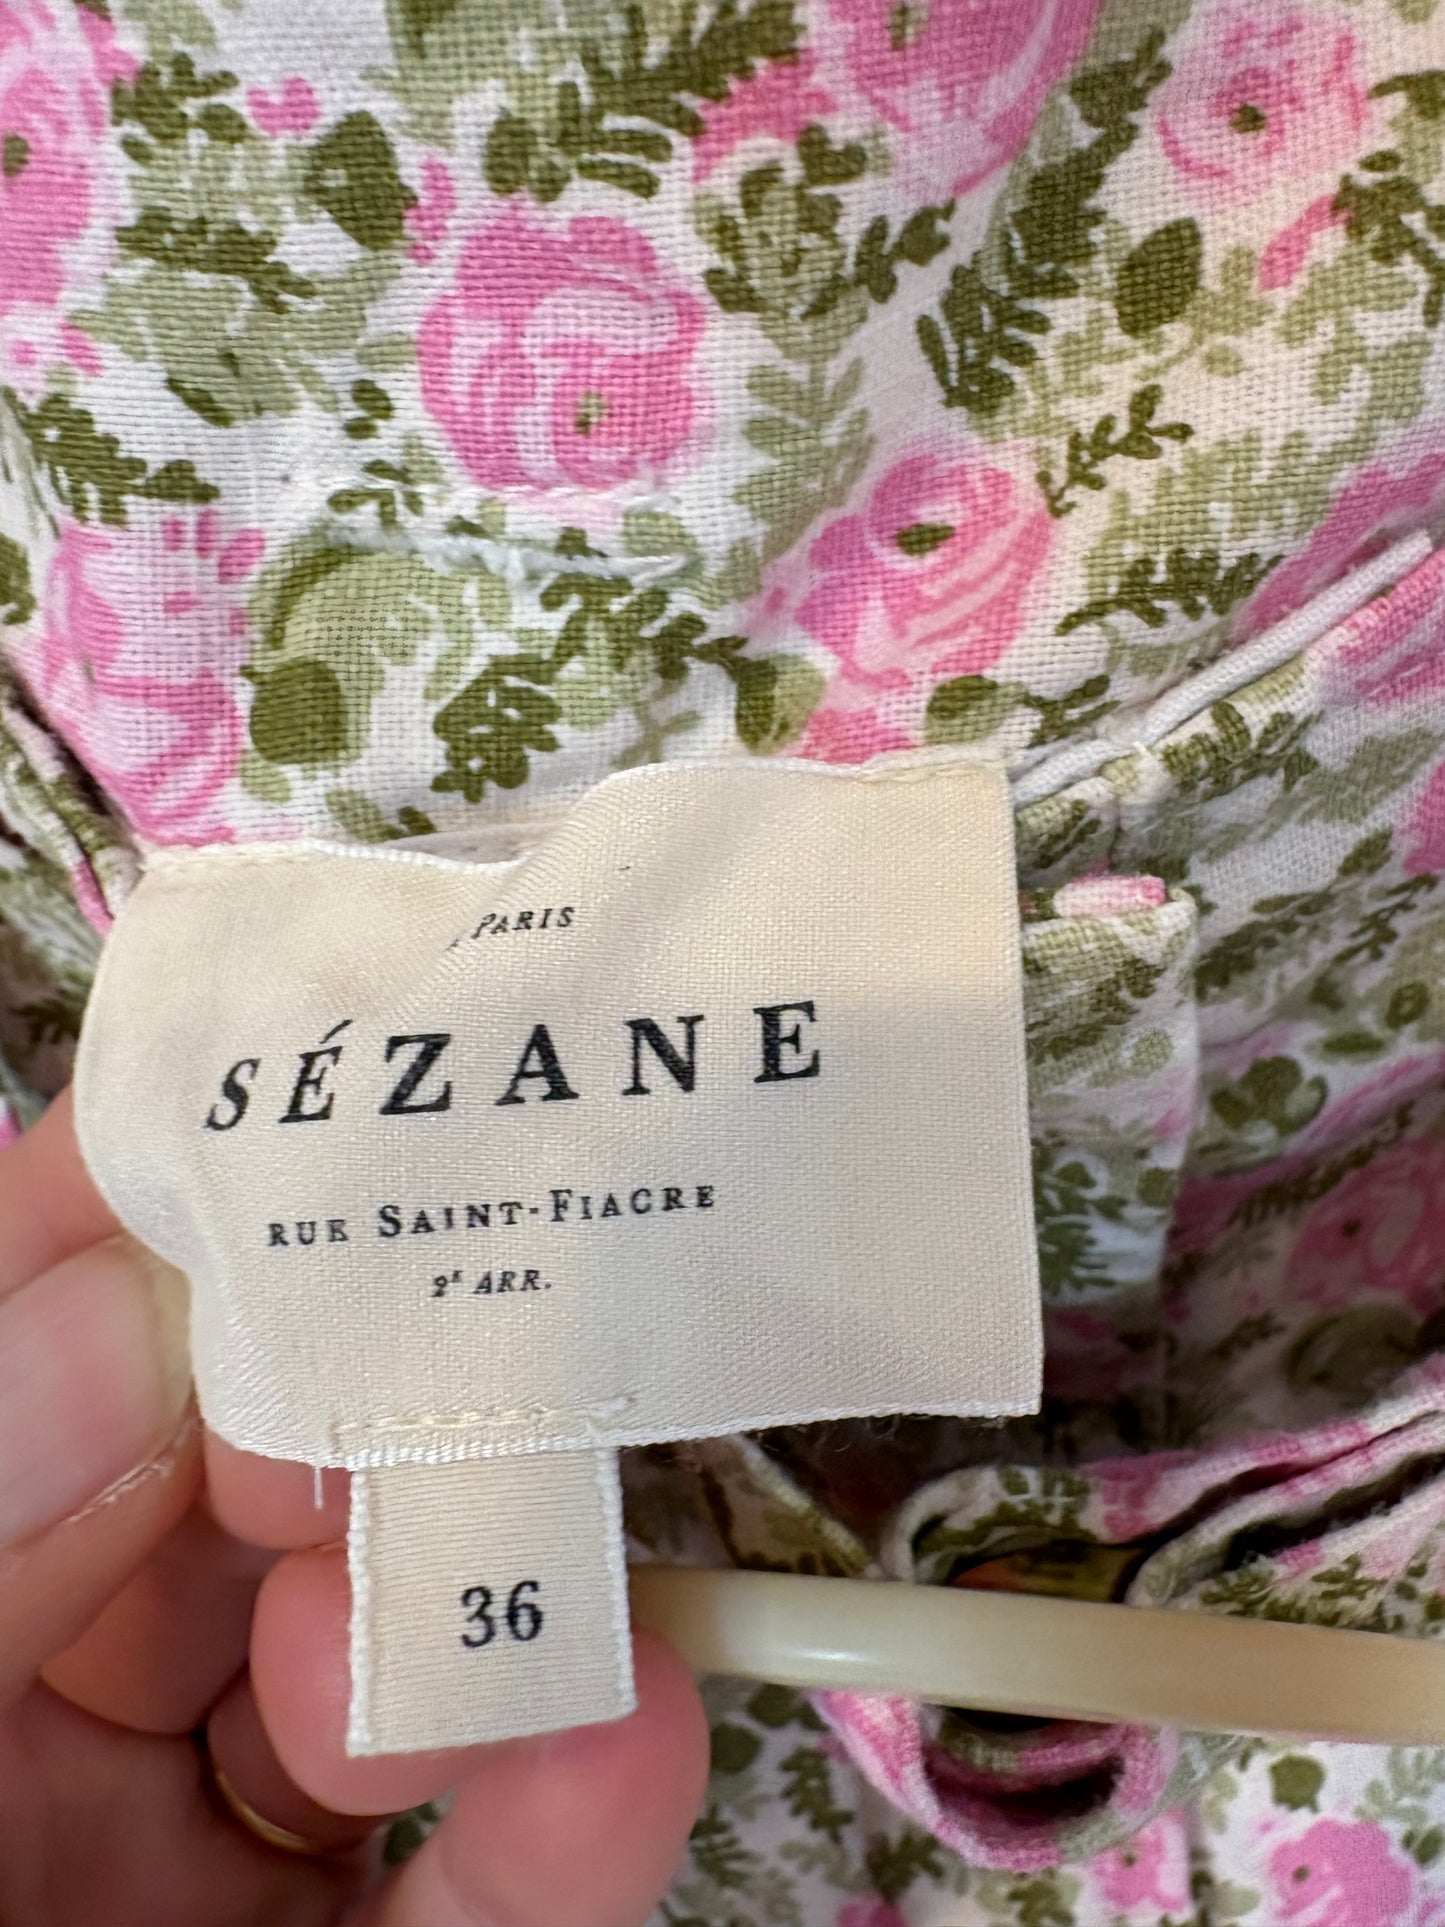 PARIS
SÉZANE
RUE SAINT-FIACRE
2E ARR.
36